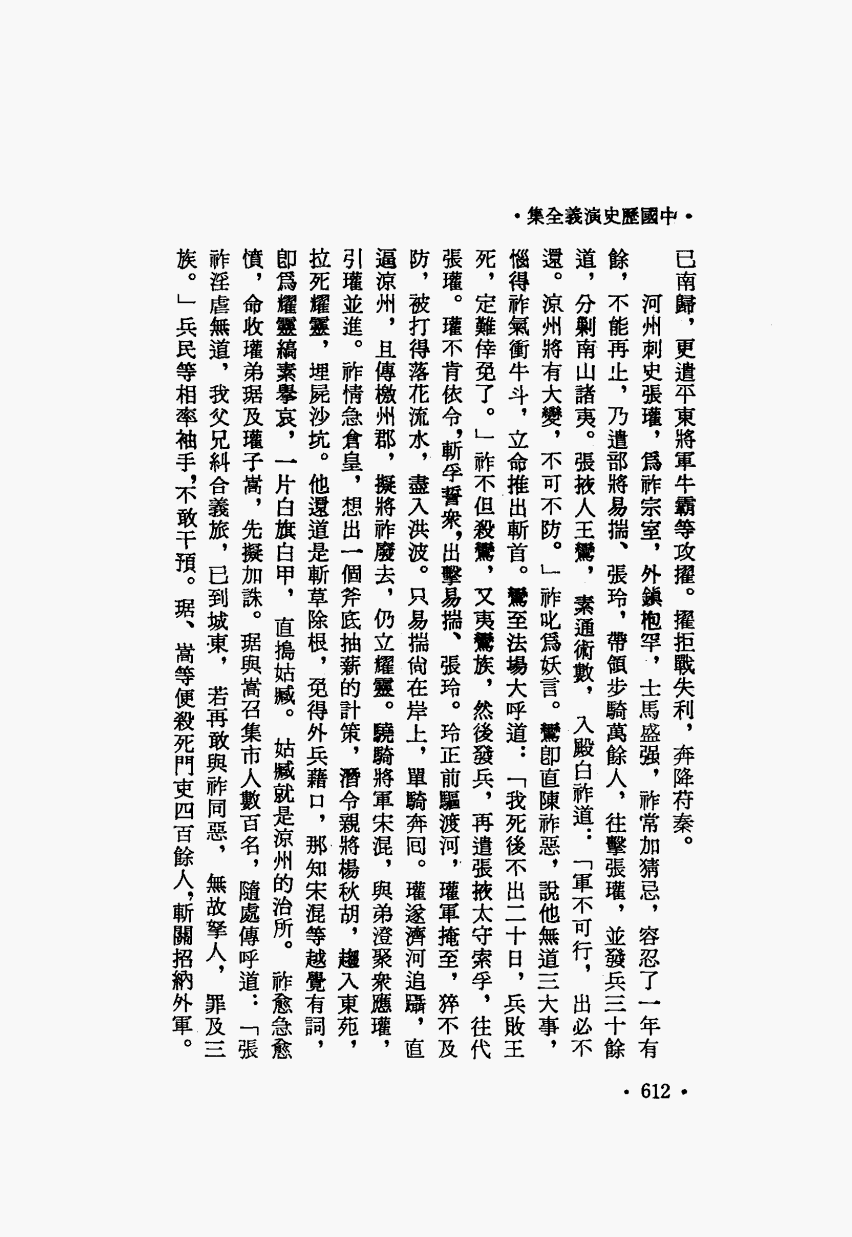 •中國歷史演義全集•
已南歸，更遣平東將軍牛霸等攻擢。擢拒戰失利，奔降苻秦。
河州刺史張瓘，爲祚宗室，外鎭枹罕，士馬盛强，祚常加猜忌，容忍了一年有
餘，不能再止，乃遣部將易揣、張玲，帶領步騎萬餘人，往擊張瓘，並發兵三十餘
道，分剿南山諸夷。張掖人王鸞，素通術數，入殿白祚道：「軍不可行，出必不
還。涼州將有大變，不可不防。」祚叱爲妖言。鸞卽直陳祚惡，說他無道三大事，
惱得祚氣衝牛斗，立命推出斬首。鸞至法場大呼道：「我死後不出二十日，兵敗王
死，定難倖免了。」祚不但殺鸞，又夷鸞族，然後發兵，再遣張掖太守索孚，往代
張瓘。瓘不肯依令，斬孚誓衆，出擊易揣、張玲。玲正前驅渡河，瓘軍掩至，猝不及
防，被打得落花流水，盡入洪波。只易揣尙在岸上，單騎奔回。瓘遂濟河追躡，直
逼涼州，且傳檄州郡，擬將祚廢去，仍立耀靈。驍騎將軍宋混，與弟澄聚衆應瓘，
引瓘並進。祚情急倉皇，想出一個斧底抽薪的計策，潛令親將楊秋胡，趨入東苑，
拉死耀靈，埋屍沙坑。他還道是斬草除根，免得外兵藉口，那知宋混等越覺有詞，
卽爲耀靈縞素擧哀，一片白旗白甲，直搗姑臧。姑臧就是涼州的治所。祚愈急愈
憤，命收瓘弟琚及瓘子嵩，先擬加誅。琚與嵩召集市人數百名，隨處傳呼道：「張
祚淫虐無道，我父兄糾合義旅，已到城東，若再敢與祚同惡，無故拏人，罪及三
族。」兵民等相率袖手，不敢干預。琚、嵩等便殺死門吏四百餘人，斬關招納外軍。
•612•